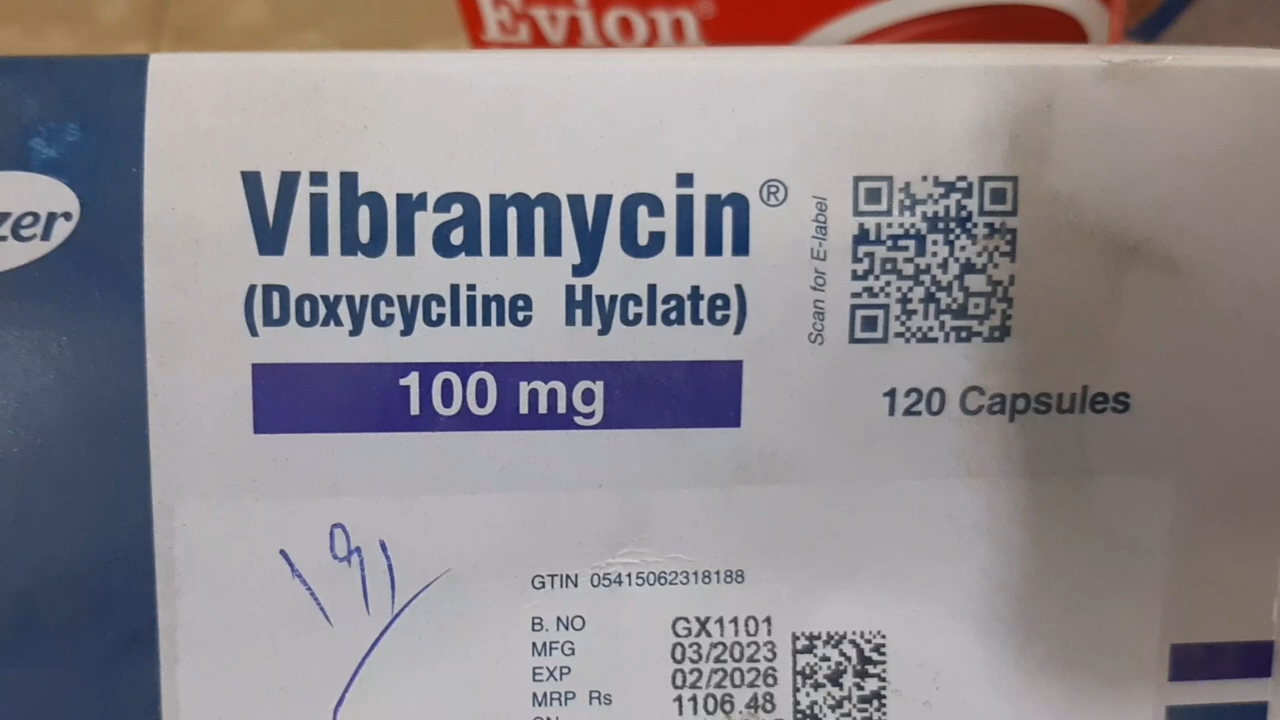 Evion
zer
Vibramycin®
(Doxycycline Hyclate)
100 mg
Scan for E-label
120 Capsules
GTIN 05415062318188
B. NO GX1101
MFG 03/2023
EXP 02/2026
MRP Rs 1106.48